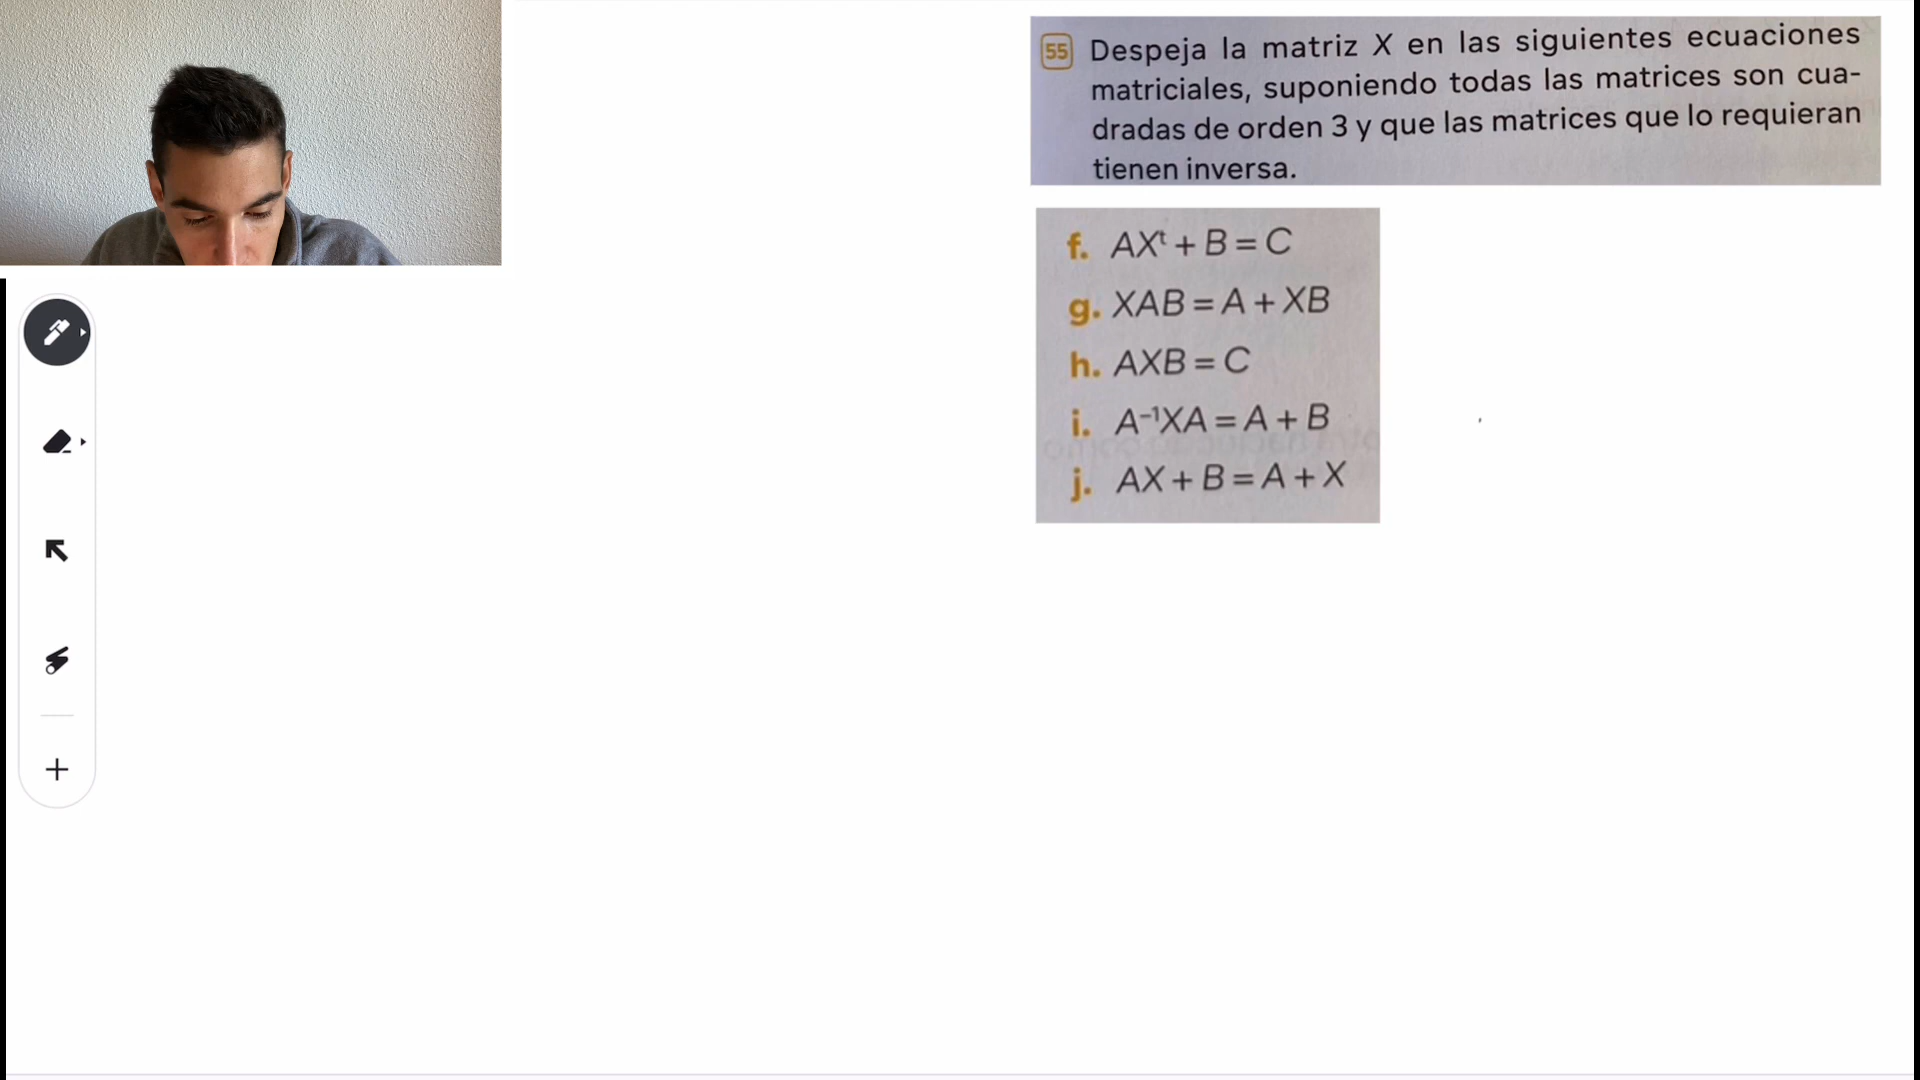 55 Despeja la matriz X en las siguientes ecuaciones
matriciales, suponiendo todas las matrices son cua-
dradas de orden 3 y que las matrices que lo requieran
tienen inversa.
f. AXᵗ + B = C
g. XAB = A + XB
h. AXB = C
i. A⁻¹XA = A + B
j. AX + B = A + X